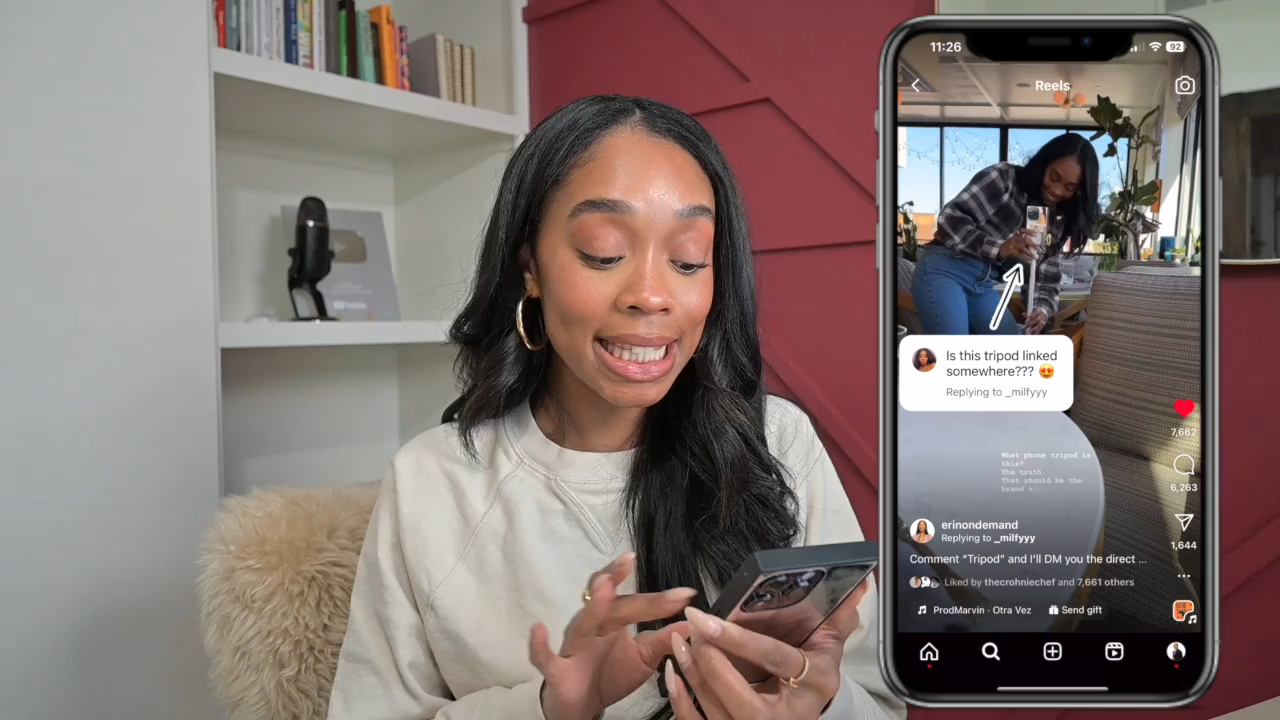 11:26
92
Reels
Is this tripod linked
somewhere??? 😍
Replying to _milfyyy
7,662
What phone tripod is
this?
The truth.
That should be the
brand n
6,263
erinondemand
Replying to _milfyyy
1,644
Comment “Tripod” and I’ll DM you the direct ...
Liked by thecrohniechef and 7,661 others
ProdMarvin · Otra Vez
Send gift
YouTube